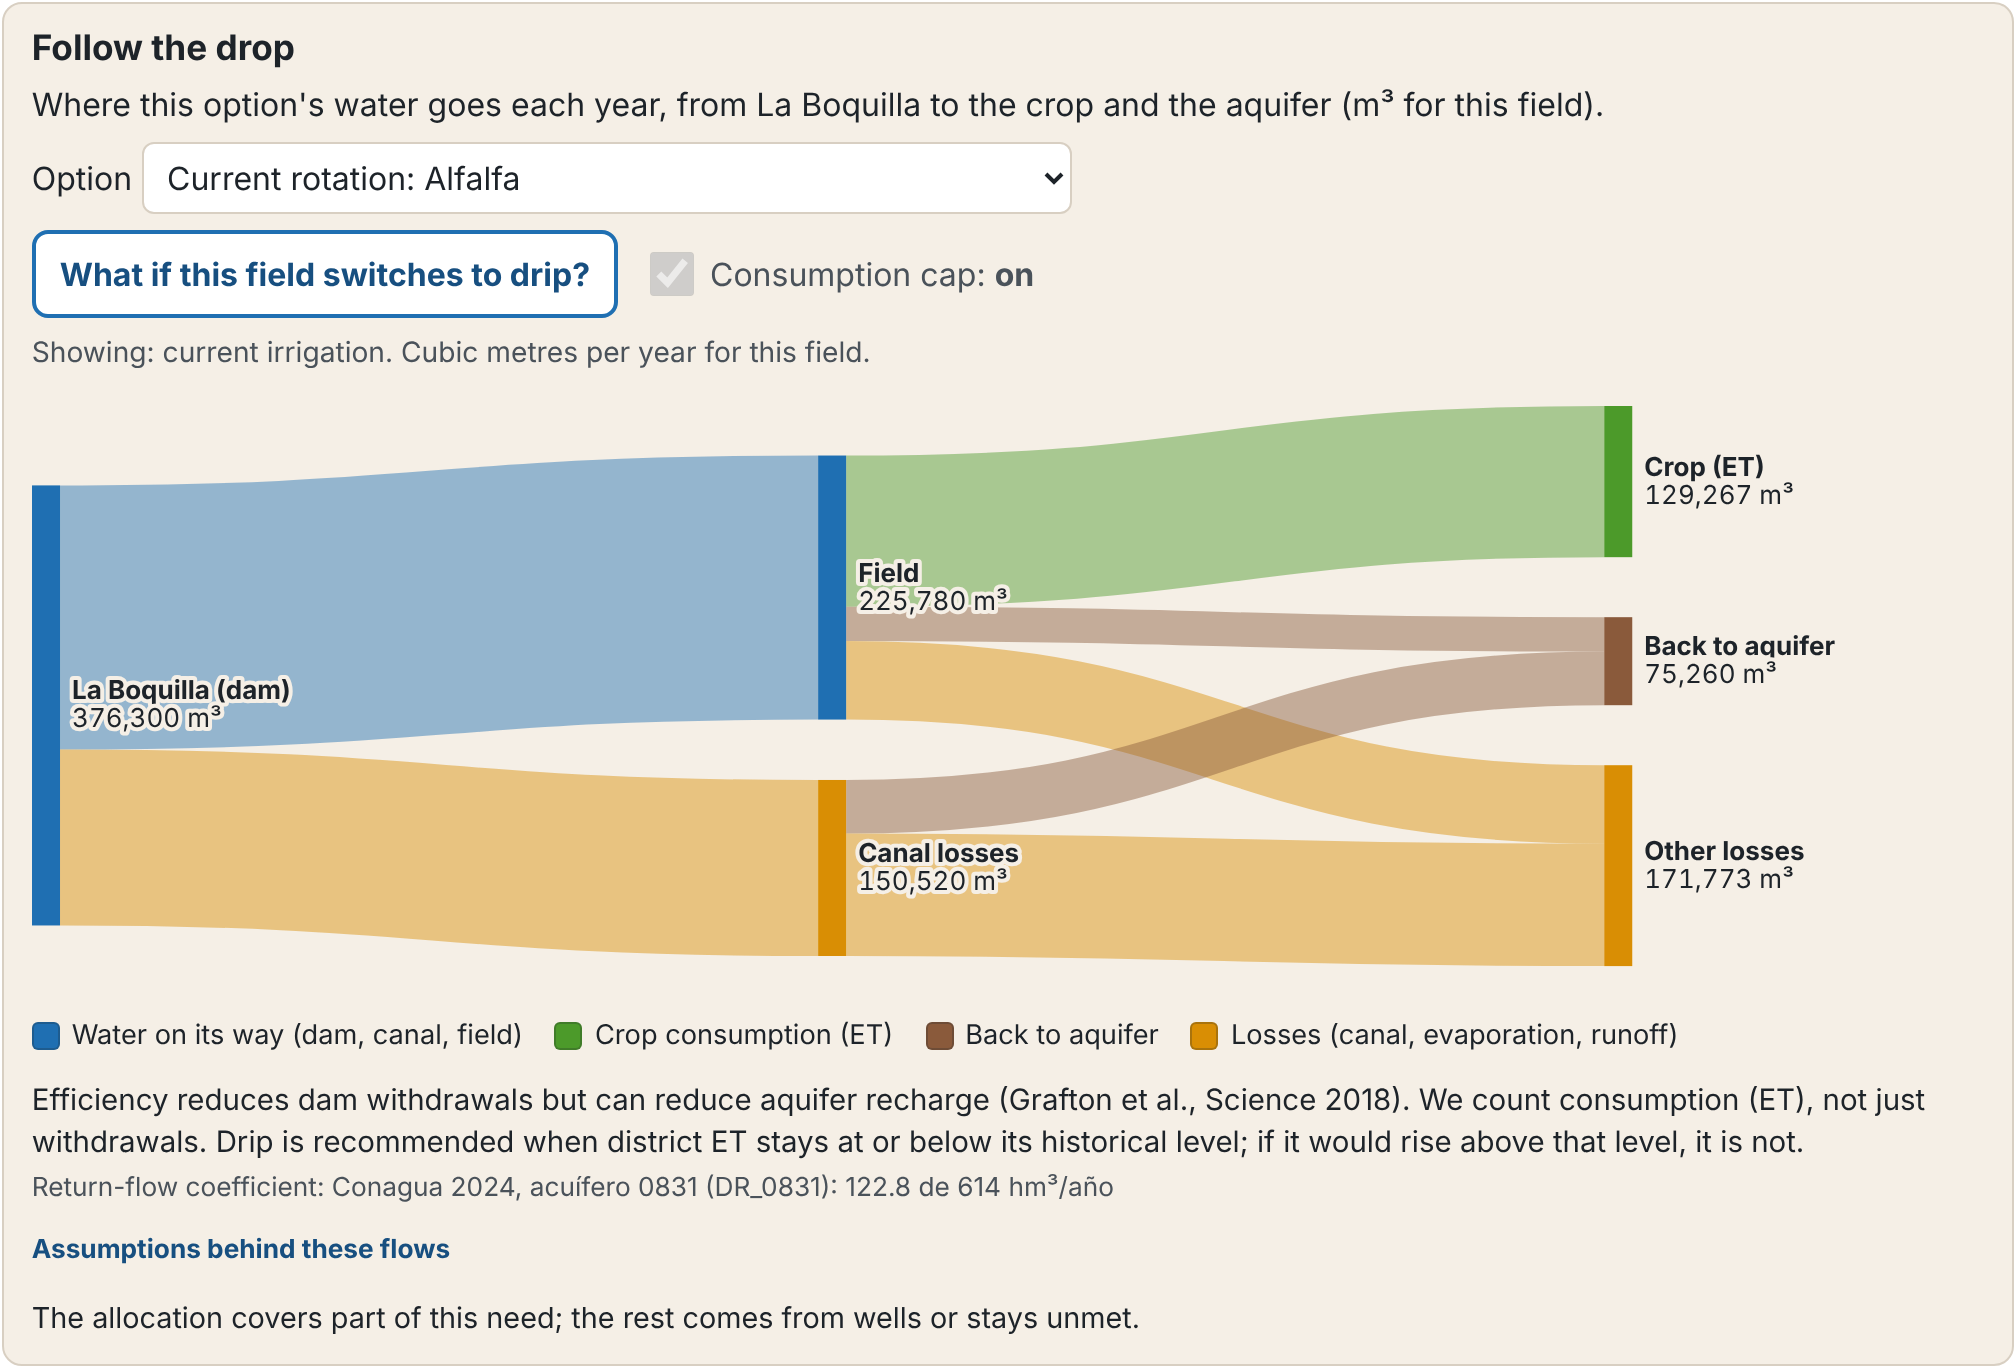 Follow the drop
Where this option's water goes each year, from La Boquilla to the crop and the aquifer (m³ for this field).
Option Current rotation: Alfalfa
What if this field switches to drip? Consumption cap: on
Showing: current irrigation. Cubic metres per year for this field.
Crop (ET)
129,267 m³
Field
225,780 m³
Back to aquifer
75,260 m³
La Boquilla (dam)
376,300 m³
Canal losses
150,520 m³
Other losses
171,773 m³
Water on its way (dam, canal, field) Crop consumption (ET) Back to aquifer Losses (canal, evaporation, runoff)
Efficiency reduces dam withdrawals but can reduce aquifer recharge (Grafton et al., Science 2018). We count consumption (ET), not just
withdrawals. Drip is recommended when district ET stays at or below its historical level; if it would rise above that level, it is not.
Return-flow coefficient: Conagua 2024, acuífero 0831 (DR_0831): 122.8 de 614 hm³/año
Assumptions behind these flows
The allocation covers part of this need; the rest comes from wells or stays unmet.